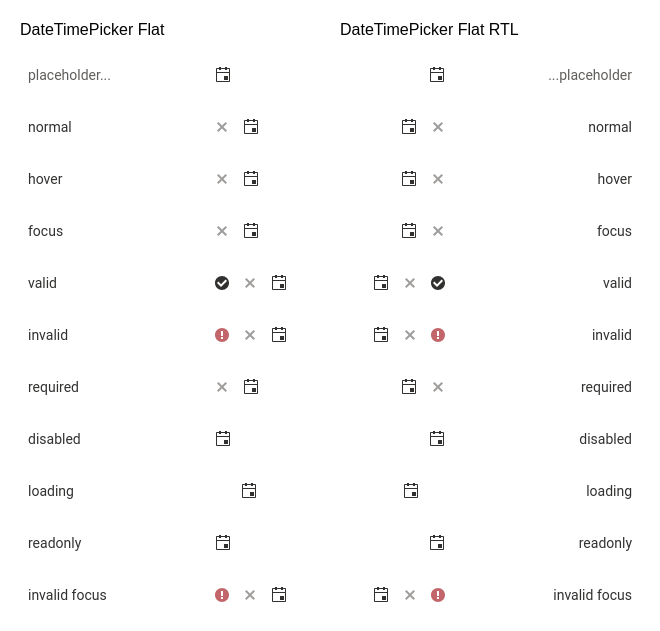 DateTimePicker Flat
DateTimePicker Flat RTL
placeholder...
...placeholder
normal
normal
hover
hover
focus
focus
valid
valid
invalid
invalid
required
required
disabled
disabled
loading
loading
readonly
readonly
invalid focus
invalid focus